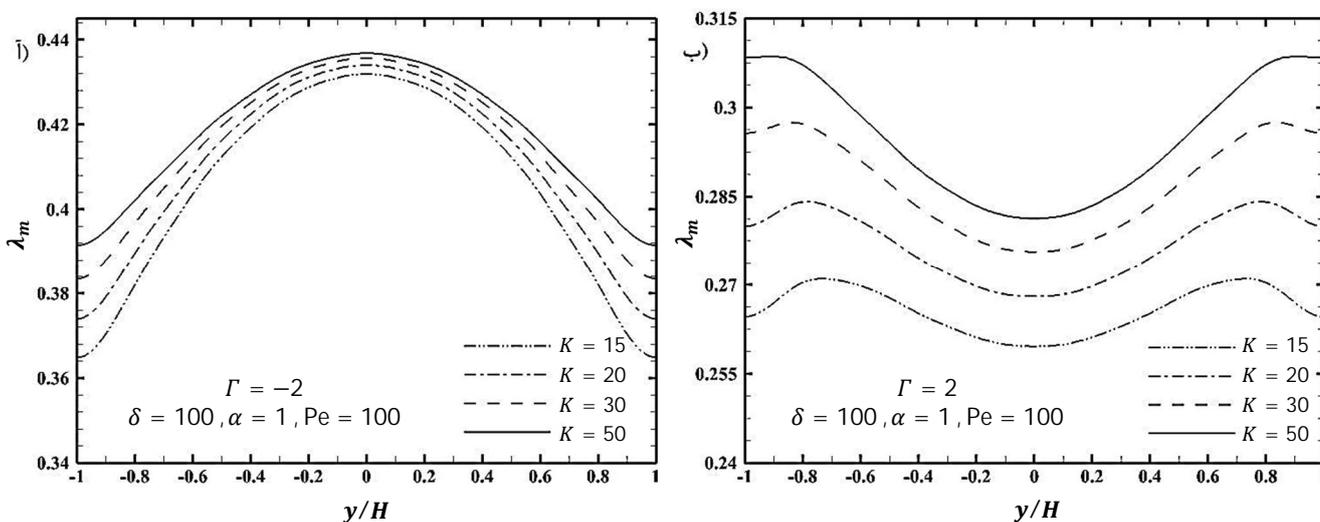 آ)
0.44
0.42
0.4
0.38
0.36
0.34
λm
-1 -0.8 -0.6 -0.4 -0.2 0 0.2 0.4 0.6 0.8 1
y/H
K = 15
K = 20
K = 30
K = 50
Γ = −2
δ = 100 , α = 1 , Pe = 100
ب)
0.315
0.3
0.285
0.27
0.255
0.24
λm
-1 -0.8 -0.6 -0.4 -0.2 0 0.2 0.4 0.6 0.8 1
y/H
K = 15
K = 20
K = 30
K = 50
Γ = 2
δ = 100 , α = 1 , Pe = 100